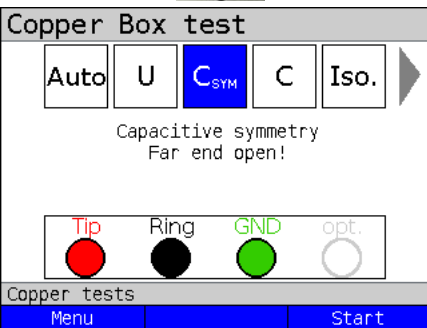 Copper Box test
Auto U CSYM C Iso.
Capacitive symmetry
Far end open!
Tip Ring GND opt.
Copper tests
Menu Start